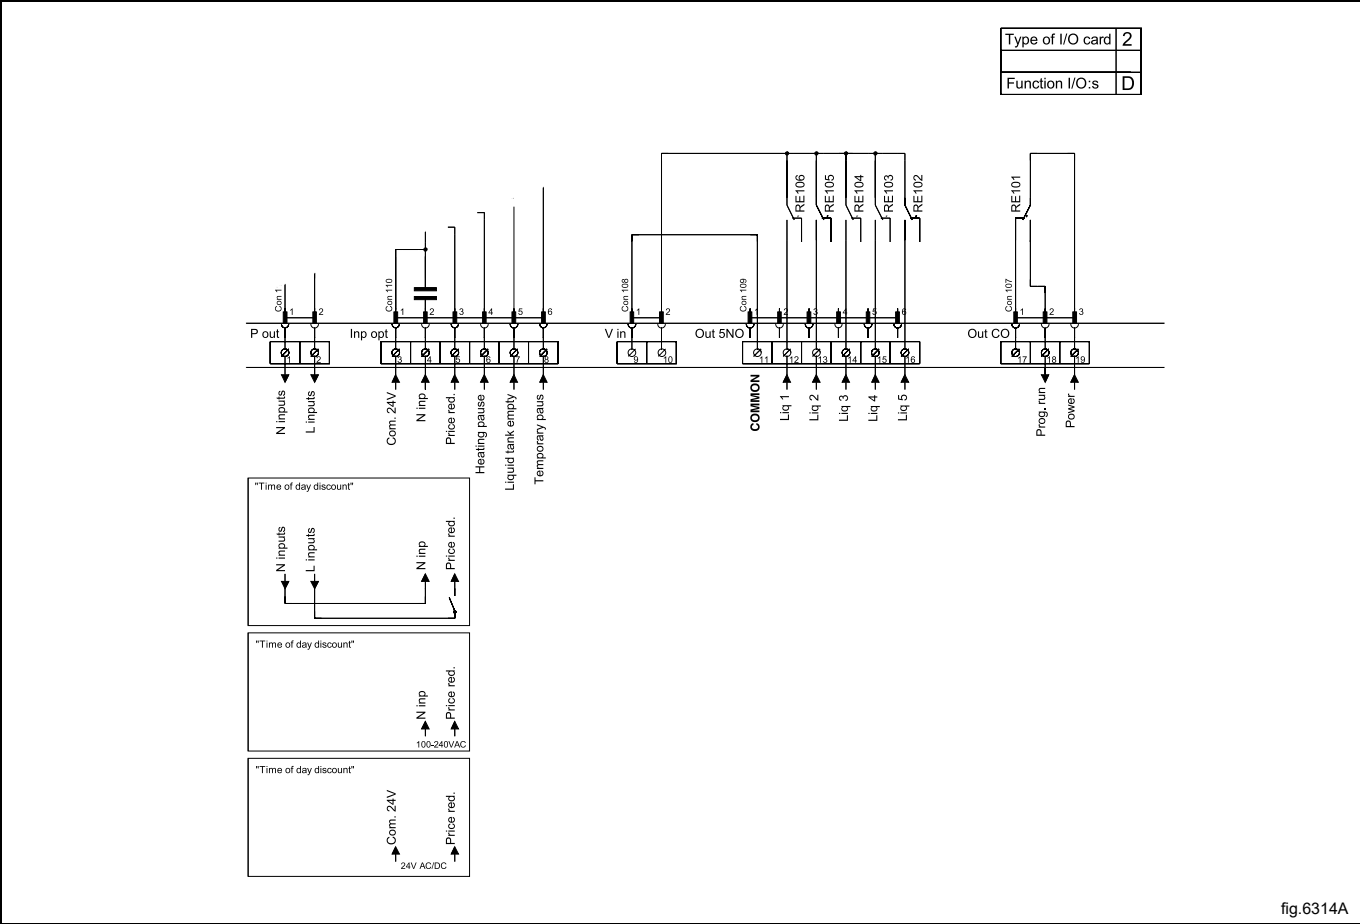 Type of I/O card 2
Function I/O:s D
RE106 RE105 RE104 RE103 RE102 RE101
Con 1 Con 110 Con 108 Con 109 Con 107
1 2 1 2 3 4 5 6 1 2 1 2 3 4 5 6 1 2 3
P out Inp opt V in Out 5NO Out CO
1 2 3 4 5 6 7 8 9 10 11 12 13 14 15 16 17 18 19
N inputs
L inputs
Com. 24V
N inp
Price red.
Heating pause
Liquid tank empty
Temporary paus
COMMON
Liq 1
Liq 2
Liq 3
Liq 4
Liq 5
Prog. run
Power
"Time of day discount"
N inputs
L inputs
N inp
Price red.
"Time of day discount"
N inp
Price red.
100-240VAC
"Time of day discount"
Com. 24V
Price red.
24V AC/DC
fig.6314A